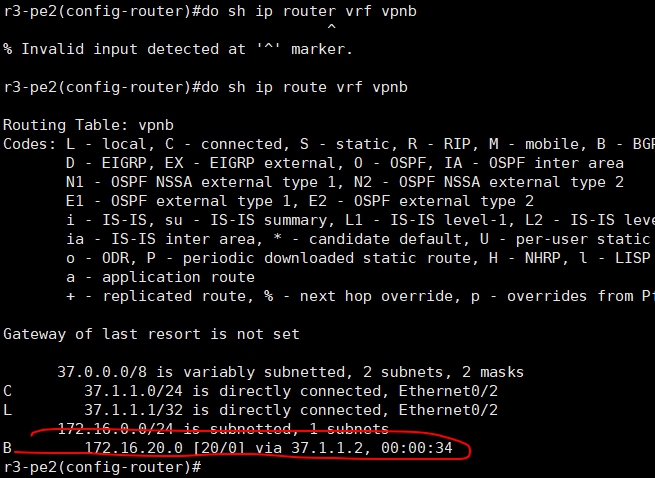 r3-pe2(config-router)#do sh ip router vrf vpnb
^
% Invalid input detected at '^' marker.
r3-pe2(config-router)#do sh ip route vrf vpnb
Routing Table: vpnb
Codes: L - local, C - connected, S - static, R - RIP, M - mobile, B - BGP
D - EIGRP, EX - EIGRP external, O - OSPF, IA - OSPF inter area
N1 - OSPF NSSA external type 1, N2 - OSPF NSSA external type 2
E1 - OSPF external type 1, E2 - OSPF external type 2
i - IS-IS, su - IS-IS summary, L1 - IS-IS level-1, L2 - IS-IS leve
ia - IS-IS inter area, * - candidate default, U - per-user static
o - ODR, P - periodic downloaded static route, H - NHRP, l - LISP
a - application route
+ - replicated route, % - next hop override, p - overrides from Pf
Gateway of last resort is not set
37.0.0.0/8 is variably subnetted, 2 subnets, 2 masks
C 37.1.1.0/24 is directly connected, Ethernet0/2
L 37.1.1.1/32 is directly connected, Ethernet0/2
172.16.0.0/24 is subnetted, 1 subnets
B 172.16.20.0 [20/0] via 37.1.1.2, 00:00:34
r3-pe2(config-router)#